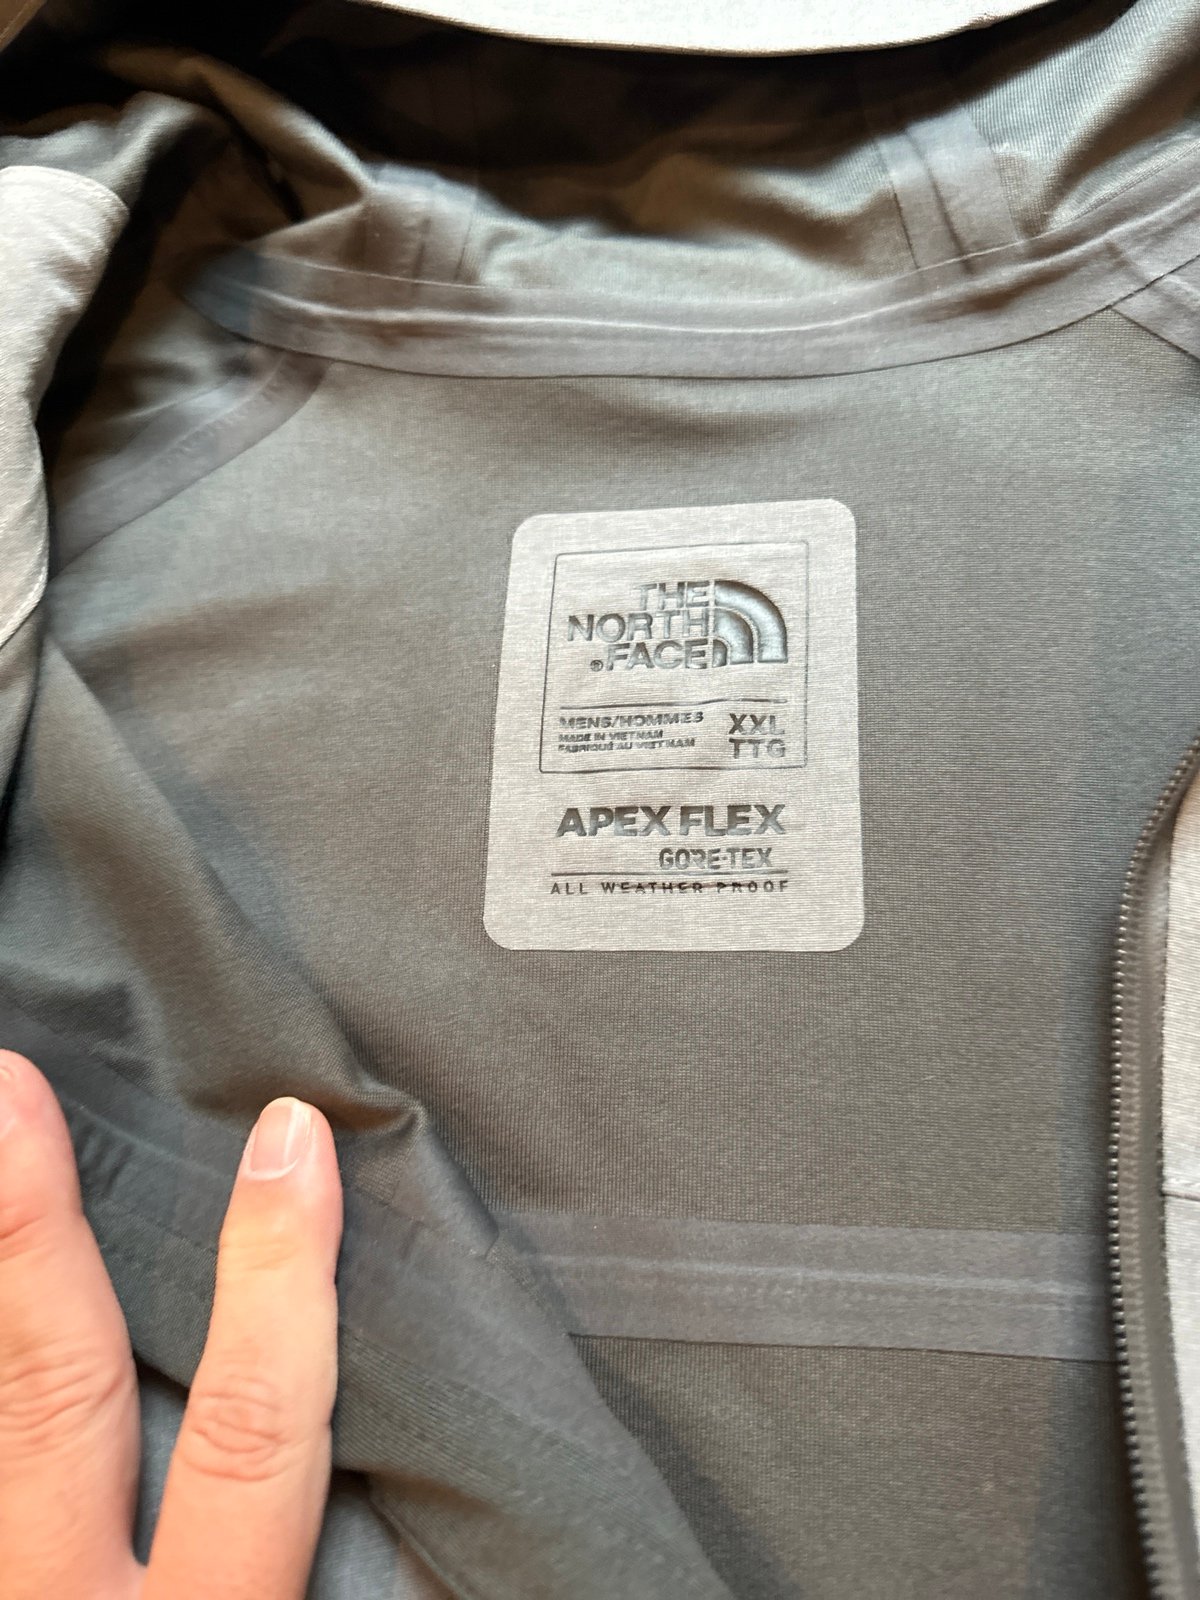 THE
NORTH
®FACE
MENS/HOMMES XXL
MADE IN VIETNAM TTG
FABRIQUÉ AU VIETNAM
APEX FLEX
GORE-TEX
ALL WEATHER PROOF